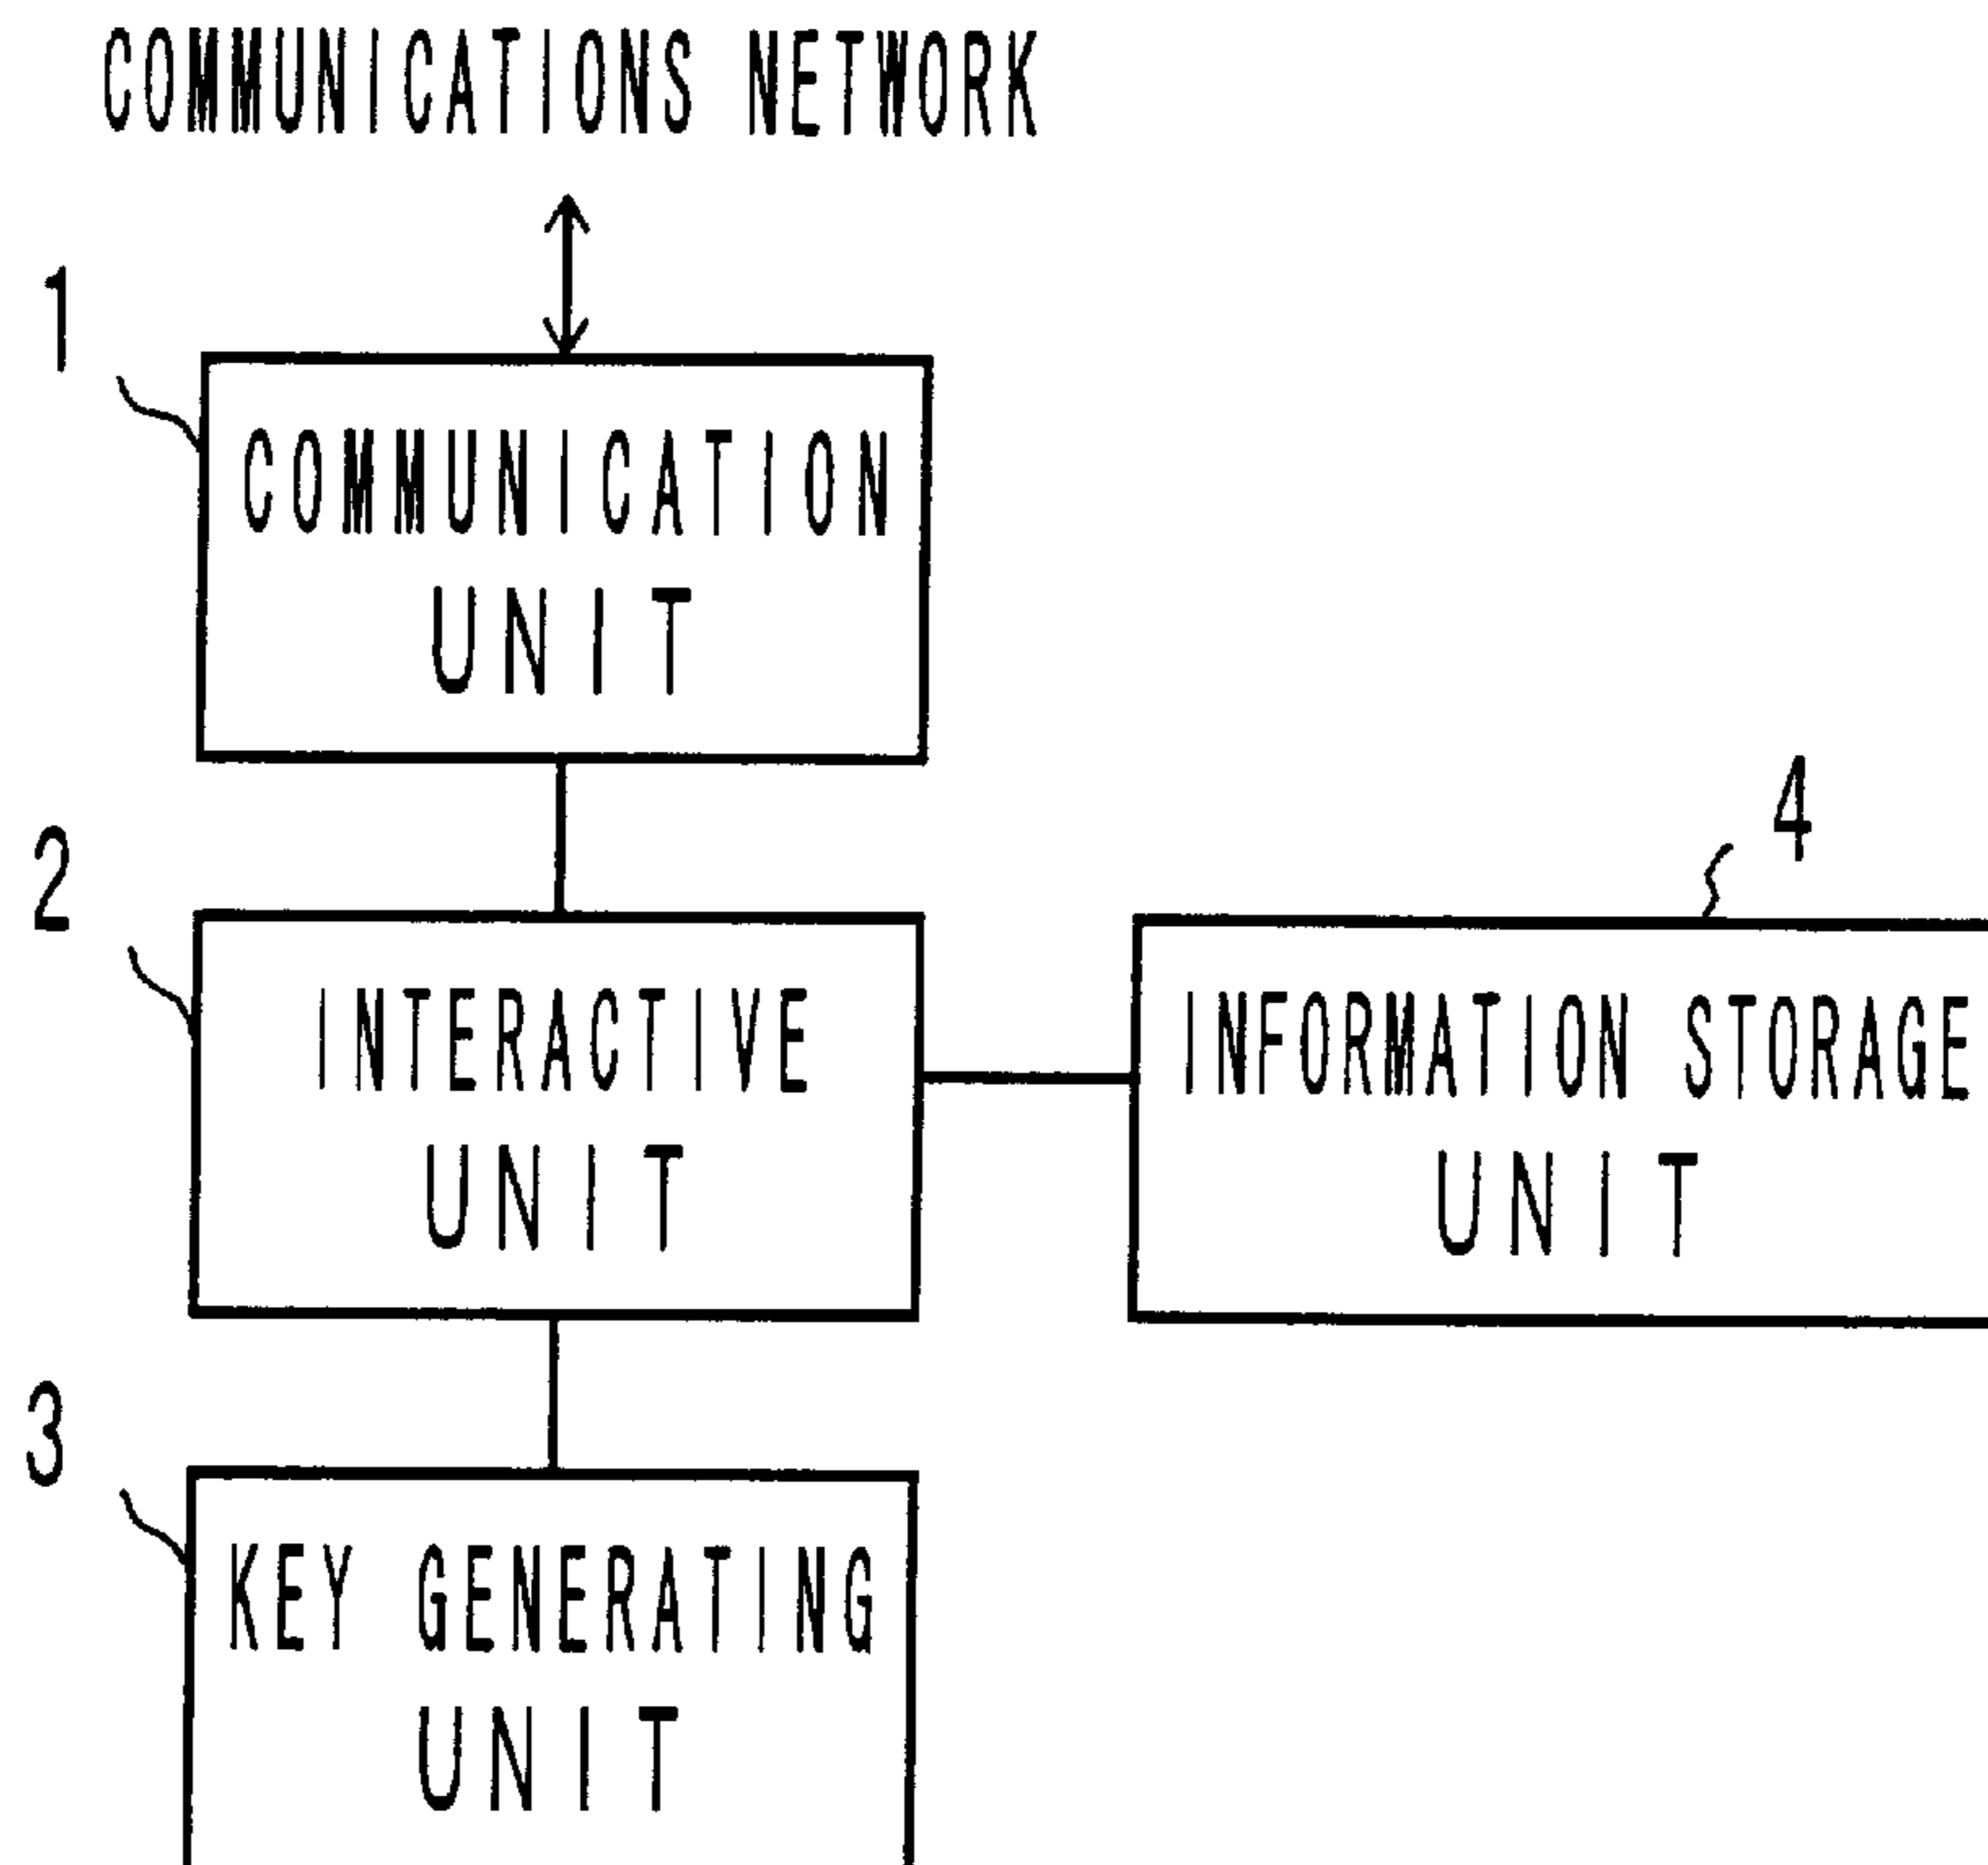 COMMUNICATIONS NETWORK
1
COMMUNICATION
UNIT
2
INTERACTIVE
UNIT
4
INFORMATION STORAGE
UNIT
3
KEY GENERATING
UNIT